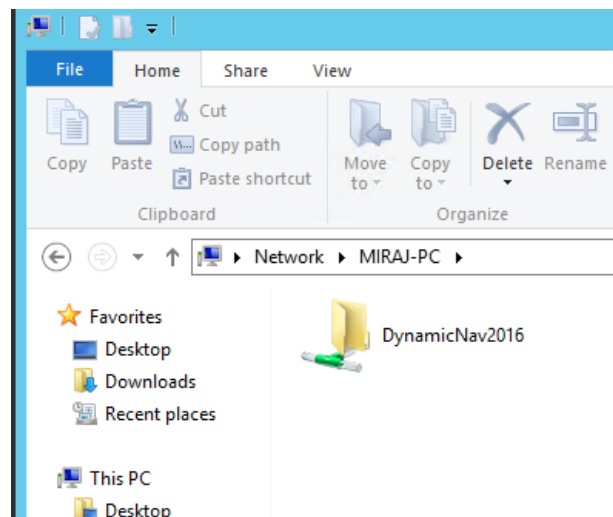 File Home Share View
Copy
Paste
Cut
Copy path
Paste shortcut
Move to
Copy to
Delete
Rename
Clipboard
Organize
Network MIRAJ-PC
Favorites
Desktop
Downloads
Recent places
This PC
Desktop
DynamicNav2016